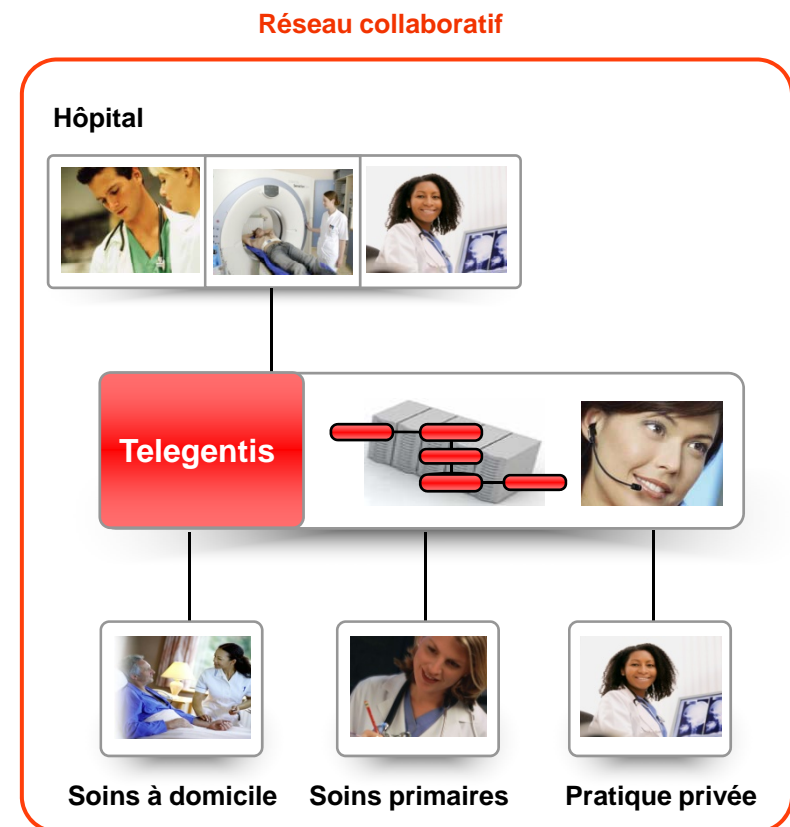 Réseau collaboratif
Hôpital
Telegentis
Soins à domicile
Soins primaires
Pratique privée